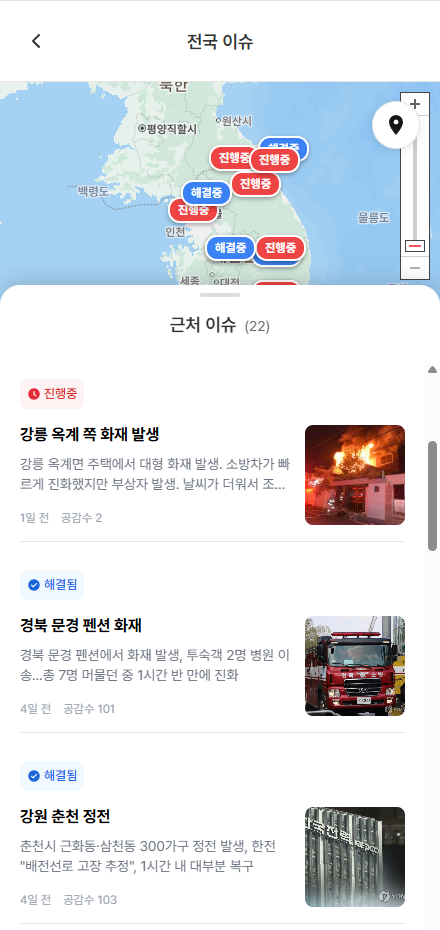 전국 이슈
북한
평양직할시
원산시
해결중
진행중
진행중
진행중
해결중
백령도
진행중
울릉도
인천
해결중
진행중
세종
대전
근처 이슈 (22)
진행중
강릉 옥계 쪽 화재 발생
강릉 옥계면 주택에서 대형 화재 발생. 소방차가 빠
르게 진화했지만 부상자 발생. 날씨가 더워서 조...
1일 전 공감수 2
해결됨
경북 문경 펜션 화재
경북 문경 펜션에서 화재 발생, 투숙객 2명 병원 이
송...총 7명 머물던 중 1시간 반 만에 진화
4일 전 공감수 101
해결됨
강원 춘천 정전
춘천시 근화동·삼천동 300가구 정전 발생, 한전
"배전선로 고장 추정", 1시간 내 대부분 복구
4일 전 공감수 103